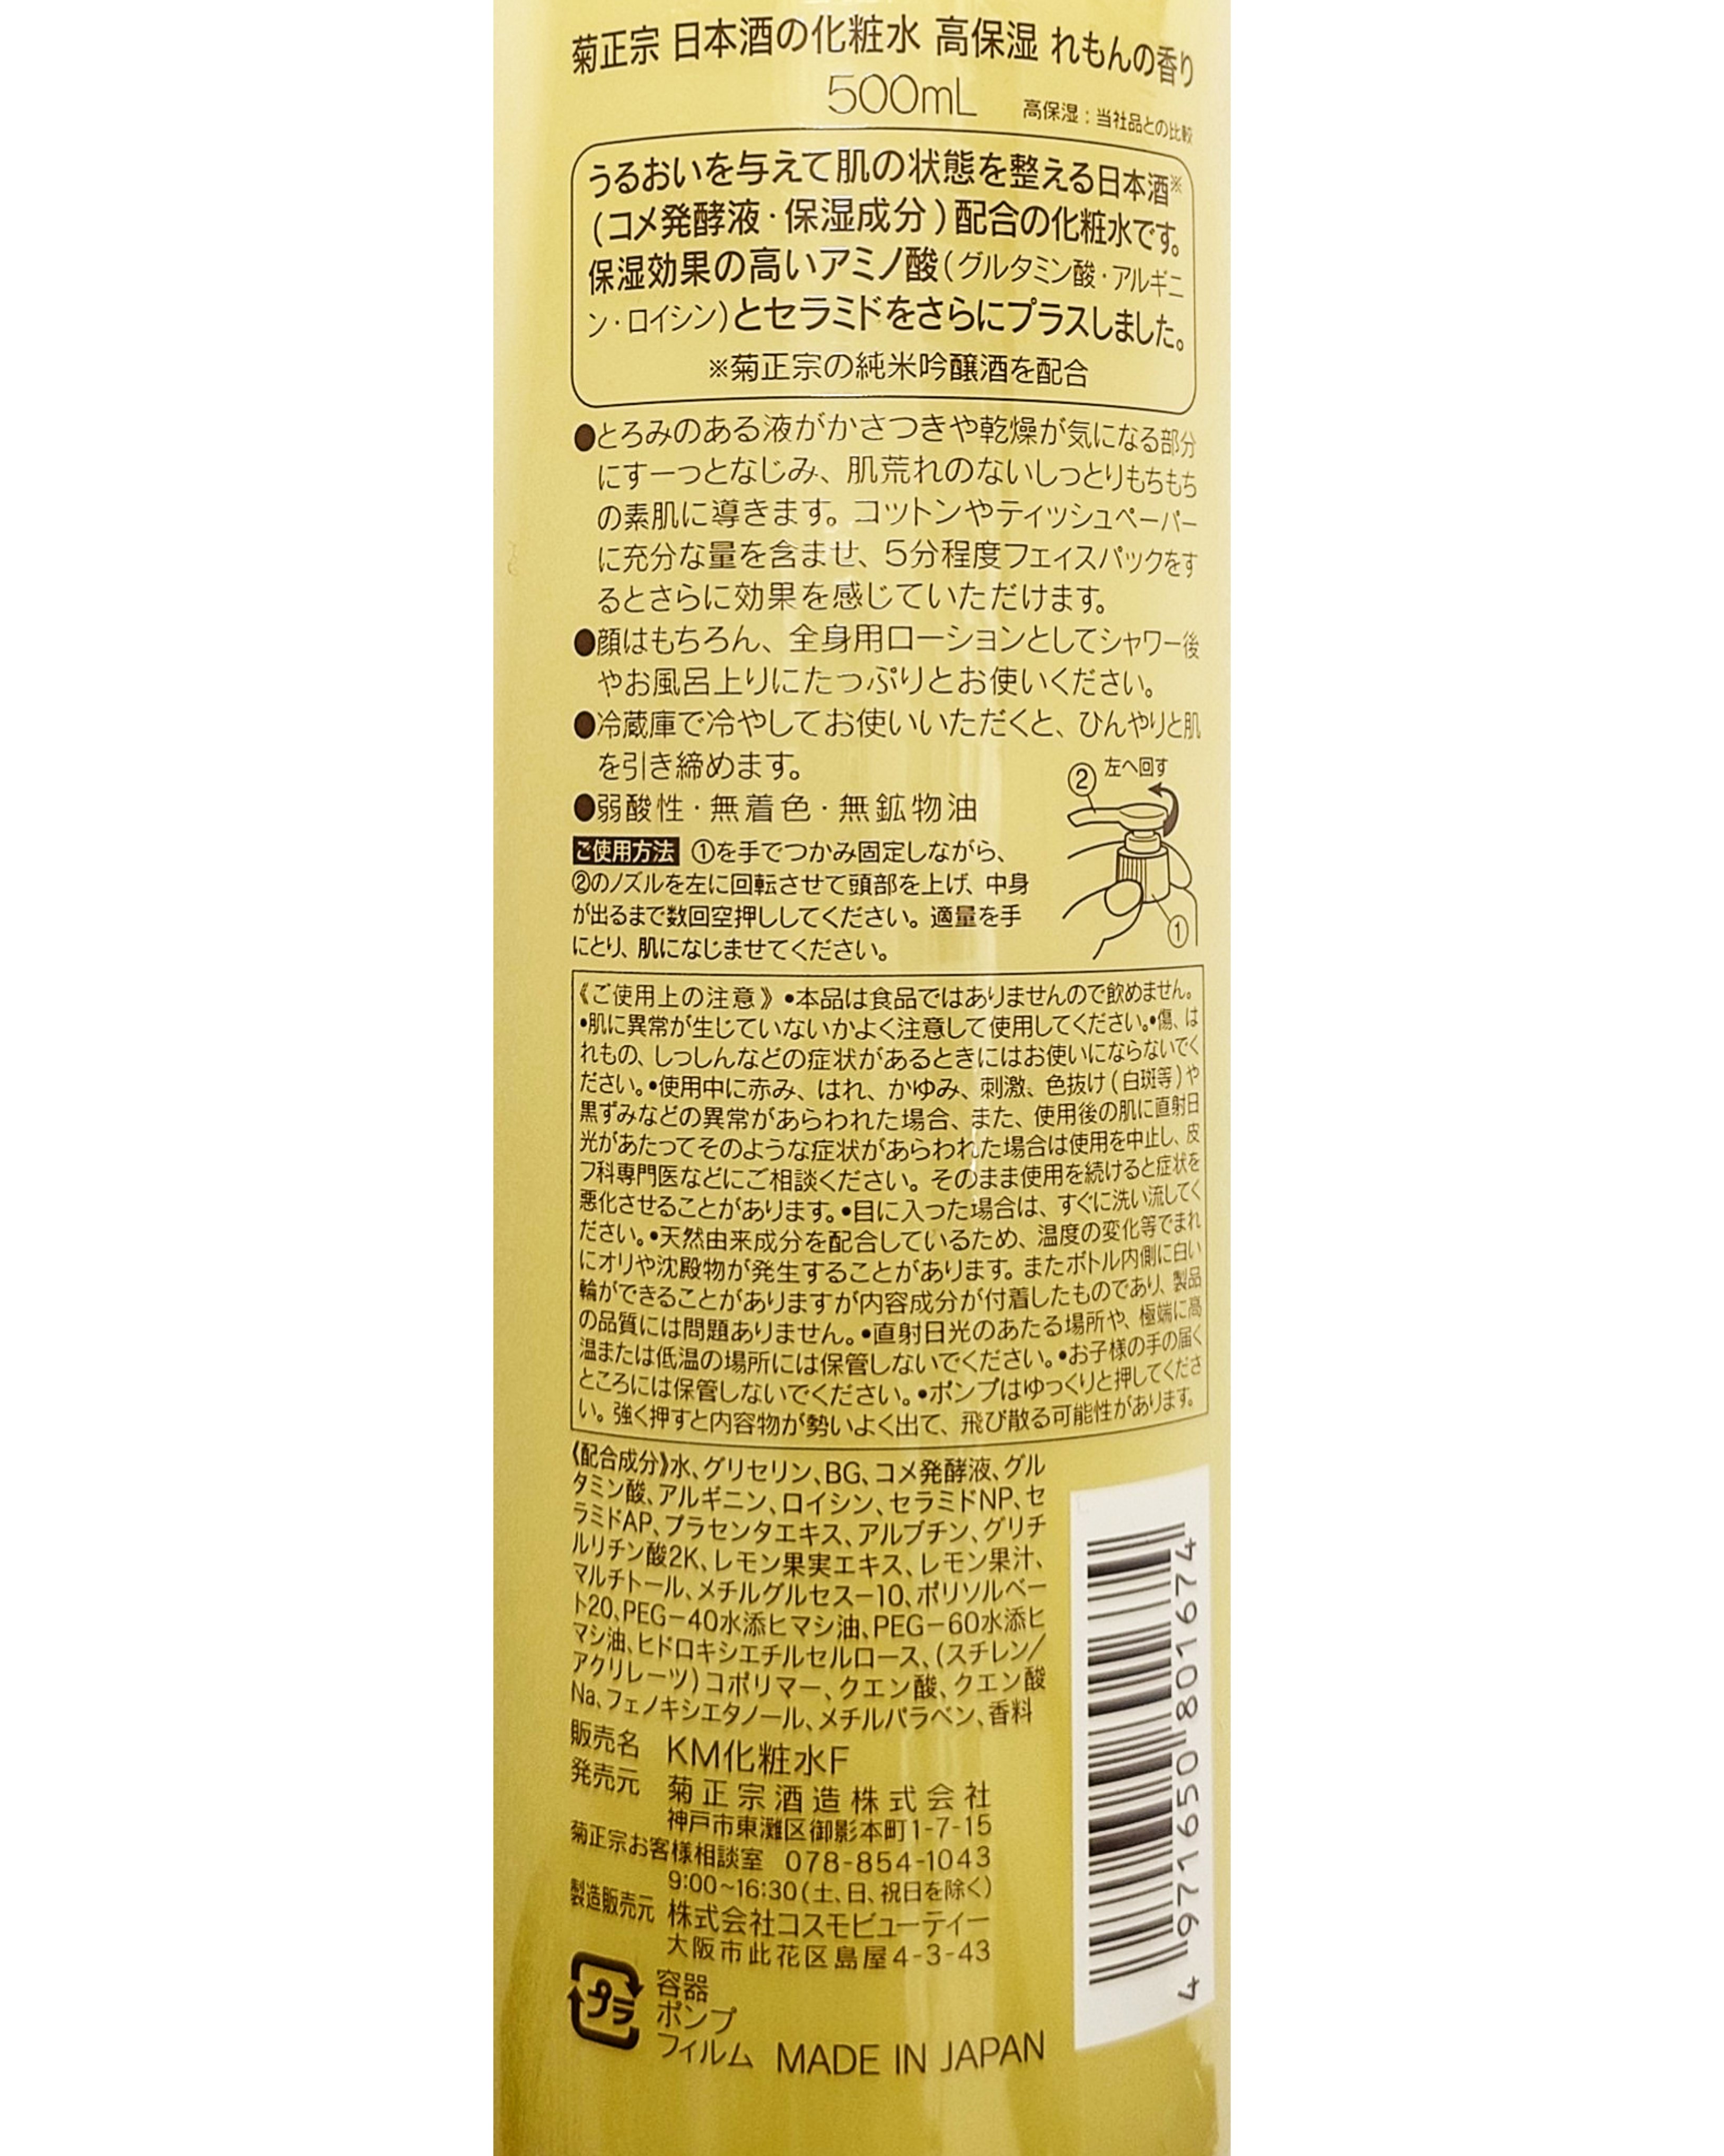 菊正宗 日本酒の化粧水 高保湿 れもんの香り
500mL 高保湿：当社品との比較
うるおいを与えて肌の状態を整える日本酒※
(コメ発酵液・保湿成分)配合の化粧水です。
保湿効果の高いアミノ酸(グルタミン酸・アルギニ
ン・ロイシン)とセラミドをさらにプラスしました。
※菊正宗の純米吟醸酒を配合
●とろみのある液がかさつきや乾燥が気になる部分
にすーっとなじみ、肌荒れのないしっとりもちもち
の素肌に導きます。コットンやティッシュペーパー
に充分な量を含ませ、5分程度フェイスパックをす
るとさらに効果を感じていただけます。
●顔はもちろん、全身用ローションとしてシャワー後
やお風呂上りにたっぷりとお使いください。
●冷蔵庫で冷やしてお使いいただくと、ひんやりと肌
を引き締めます。
●弱酸性・無着色・無鉱物油
② 左へ回す
①
ご使用方法 ①を手でつかみ固定しながら、
②のノズルを左に回転させて頭部を上げ、中身
が出るまで数回空押ししてください。適量を手
にとり、肌になじませてください。
《ご使用上の注意》•本品は食品ではありませんので飲めません。
•肌に異常が生じていないかよく注意して使用してください。•傷、は
れもの、しっしんなどの症状があるときにはお使いにならないでく
ださい。•使用中に赤み、はれ、かゆみ、刺激、色抜け(白斑等)や
黒ずみなどの異常があらわれた場合、また、使用後の肌に直射日
光があたってそのような症状があらわれた場合は使用を中止し、皮
フ科専門医などにご相談ください。そのまま使用を続けると症状を
悪化させることがあります。•目に入った場合は、すぐに洗い流してく
ださい。•天然由来成分を配合しているため、温度の変化等でまれ
にオリや沈殿物が発生することがあります。またボトル内側に白い
輪ができることがありますが内容成分が付着したものであり、製品
の品質には問題ありません。•直射日光のあたる場所や、極端に高
温または低温の場所には保管しないでください。•お子様の手の届く
ところには保管しないでください。•ポンプはゆっくりと押してくださ
い。強く押すと内容物が勢いよく出て、飛び散る可能性があります。
《配合成分》水、グリセリン、BG、コメ発酵液、グル
タミン酸、アルギニン、ロイシン、セラミドNP、セ
ラミドAP、プラセンタエキス、アルブチン、グリチ
ルリチン酸2K、レモン果実エキス、レモン果汁、
マルチトール、メチルグルセス-10、ポリソルベー
ト20、PEG-40水添ヒマシ油、PEG-60水添ヒ
マシ油、ヒドロキシエチルセルロース、(スチレン/
アクリレーツ)コポリマー、クエン酸、クエン酸
Na、フェノキシエタノール、メチルパラベン、香料
販売名 KM化粧水F
発売元 菊正宗酒造株式会社
神戸市東灘区御影本町1-7-15
菊正宗お客様相談室 078-854-1043
9:00~16:30(土、日、祝日を除く)
製造販売元 株式会社コスモビューティー
大阪市此花区島屋4-3-43
プラ
容器
ポンプ
フィルム MADE IN JAPAN
4 971650 801674